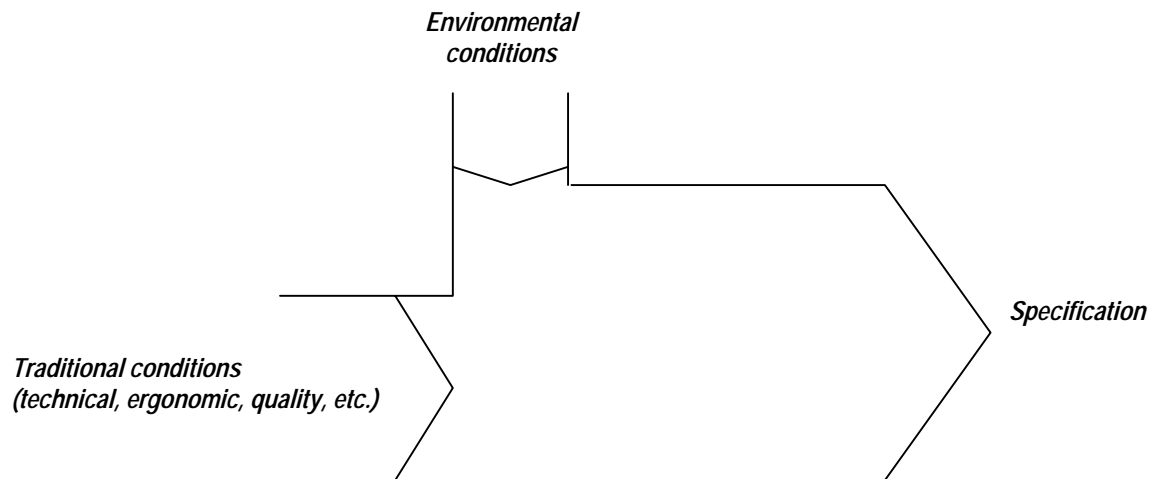 Environmental
conditions
Specification
Traditional conditions
(technical, ergonomic, quality, etc.)